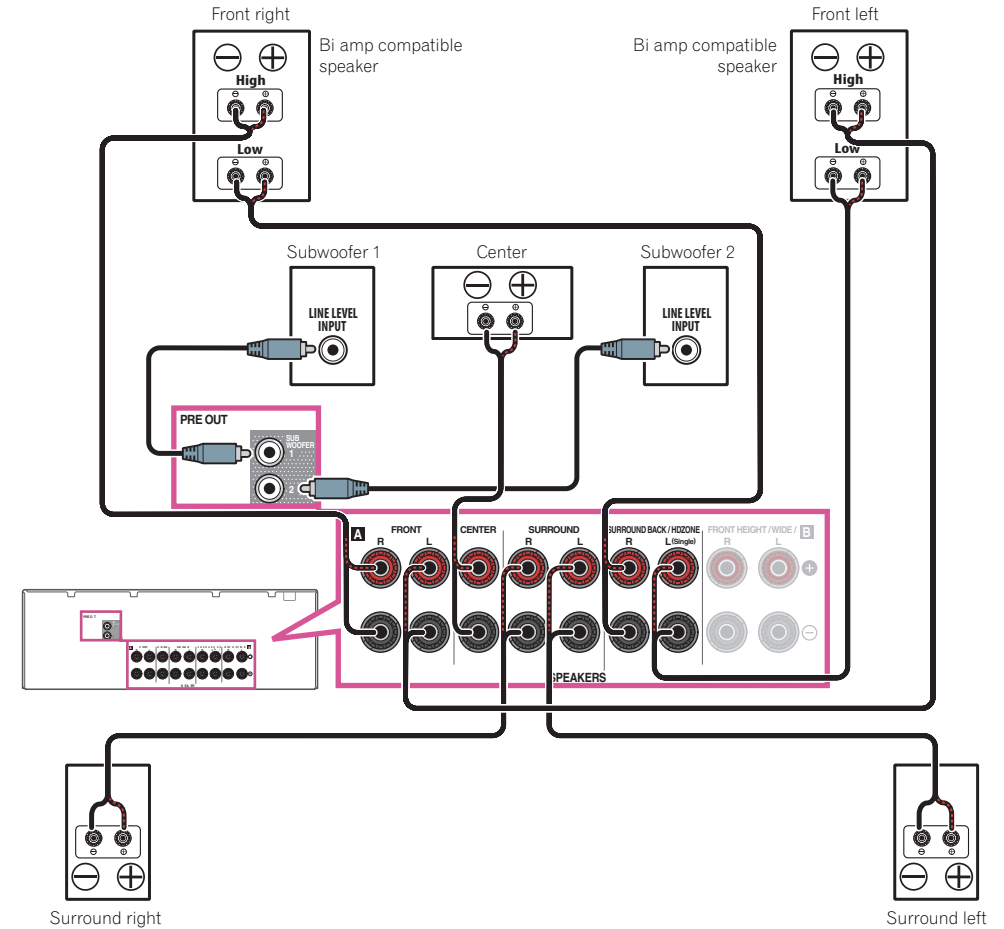 Front right
Front left
Bi amp compatible
speaker
Bi amp compatible
speaker
High
High
Low
Low
Subwoofer 1
Center
Subwoofer 2
LINE LEVEL
INPUT
LINE LEVEL
INPUT
PRE OUT
SUB
WOOFER
1
2
A
FRONT
CENTER
SURROUND
SURROUND BACK / HDZONE
FRONT HEIGHT / WIDE /
B
R
L
R
L
R
L (Single)
R
L
SPEAKERS
Surround right
Surround left